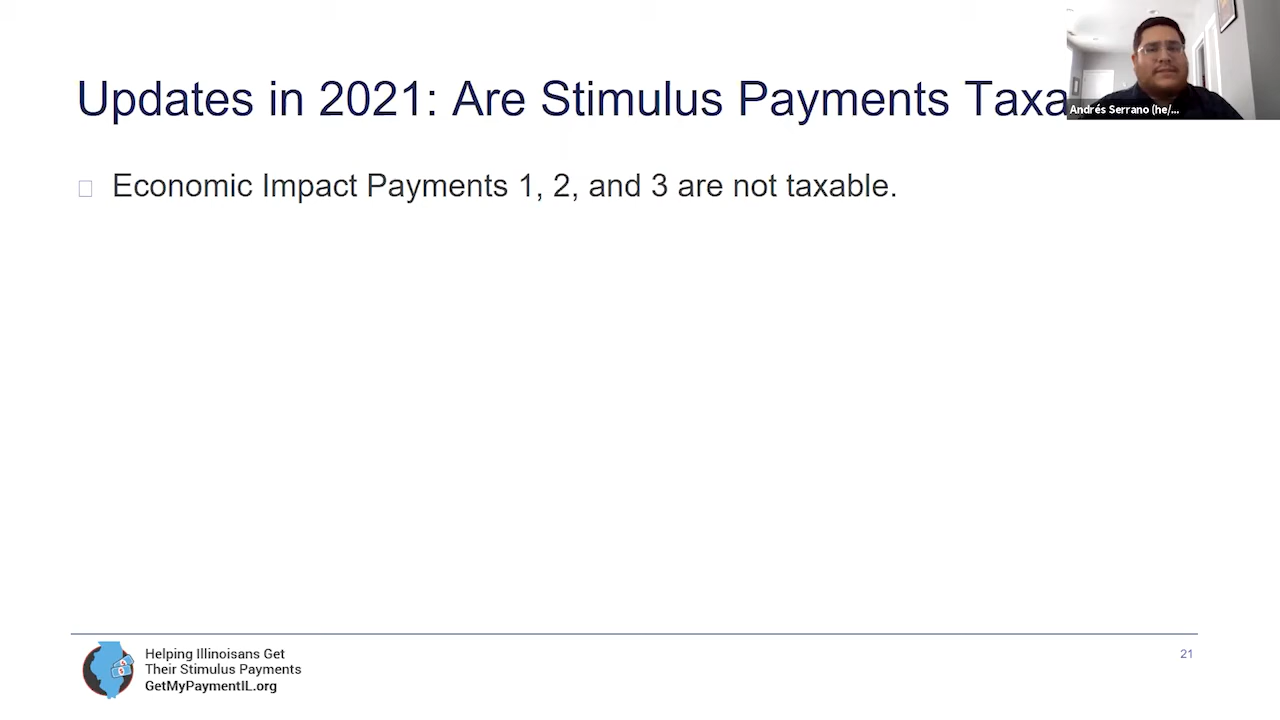 Updates in 2021: Are Stimulus Payments Taxa
Andrés Serrano (he/...
Economic Impact Payments 1, 2, and 3 are not taxable.
Helping Illinoisans Get
Their Stimulus Payments
GetMyPaymentIL.org
21